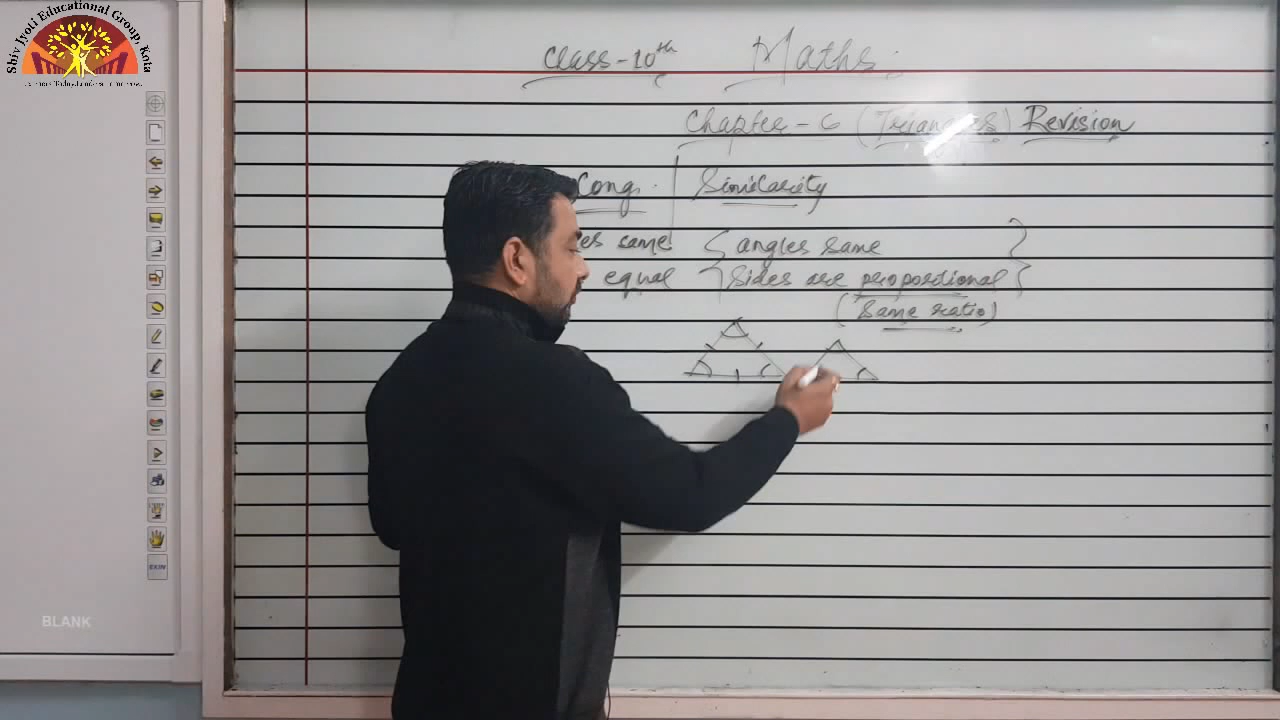 Shiv Jyoti Educational Group, Kota
Class-10th Maths
Chapter-6 (Triangles) Revision
Cong. Similarity
same angles same
equal Sides are proportional
(Same ratio)
BLANK